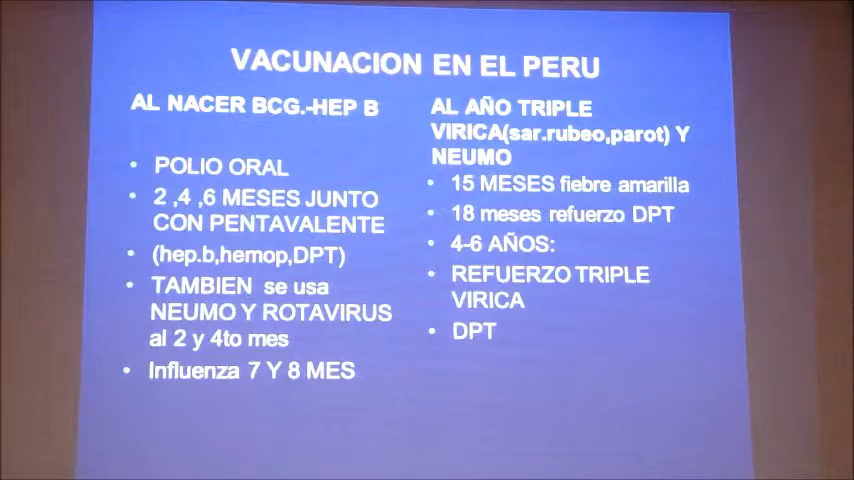 VACUNACION EN EL PERU
AL NACER BCG.-HEP B
• POLIO ORAL
• 2 ,4 ,6 MESES JUNTO
CON PENTAVALENTE
• (hep.b,hemop,DPT)
• TAMBIEN se usa
NEUMO Y ROTAVIRUS
al 2 y 4to mes
• Influenza 7 Y 8 MES
AL AÑO TRIPLE
VIRICA(sar.rubeo,parot) Y
NEUMO
• 15 MESES fiebre amarilla
• 18 meses refuerzo DPT
• 4-6 AÑOS:
• REFUERZO TRIPLE
VIRICA
• DPT